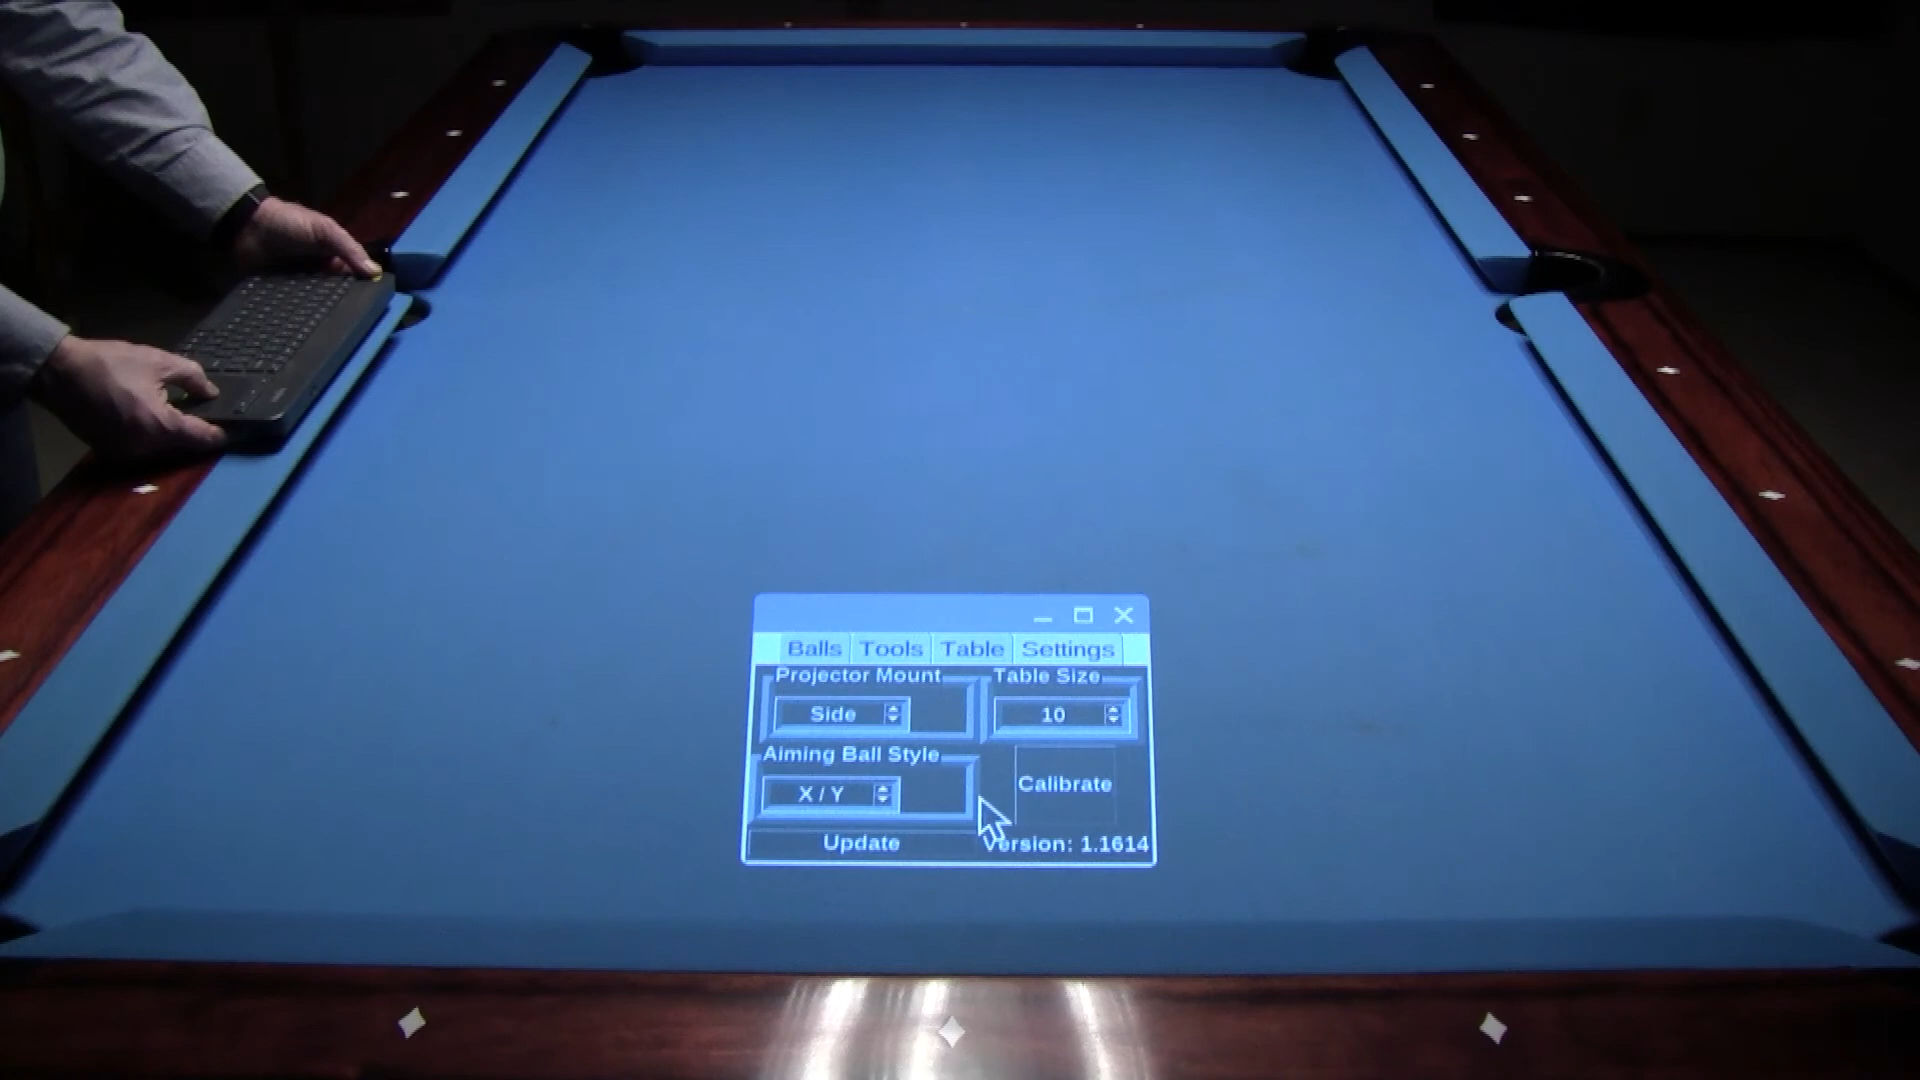 Balls Tools Table Settings
Projector Mount Table Size
Side 10
Aiming Ball Style
X / Y Calibrate
Update Version: 1.1614